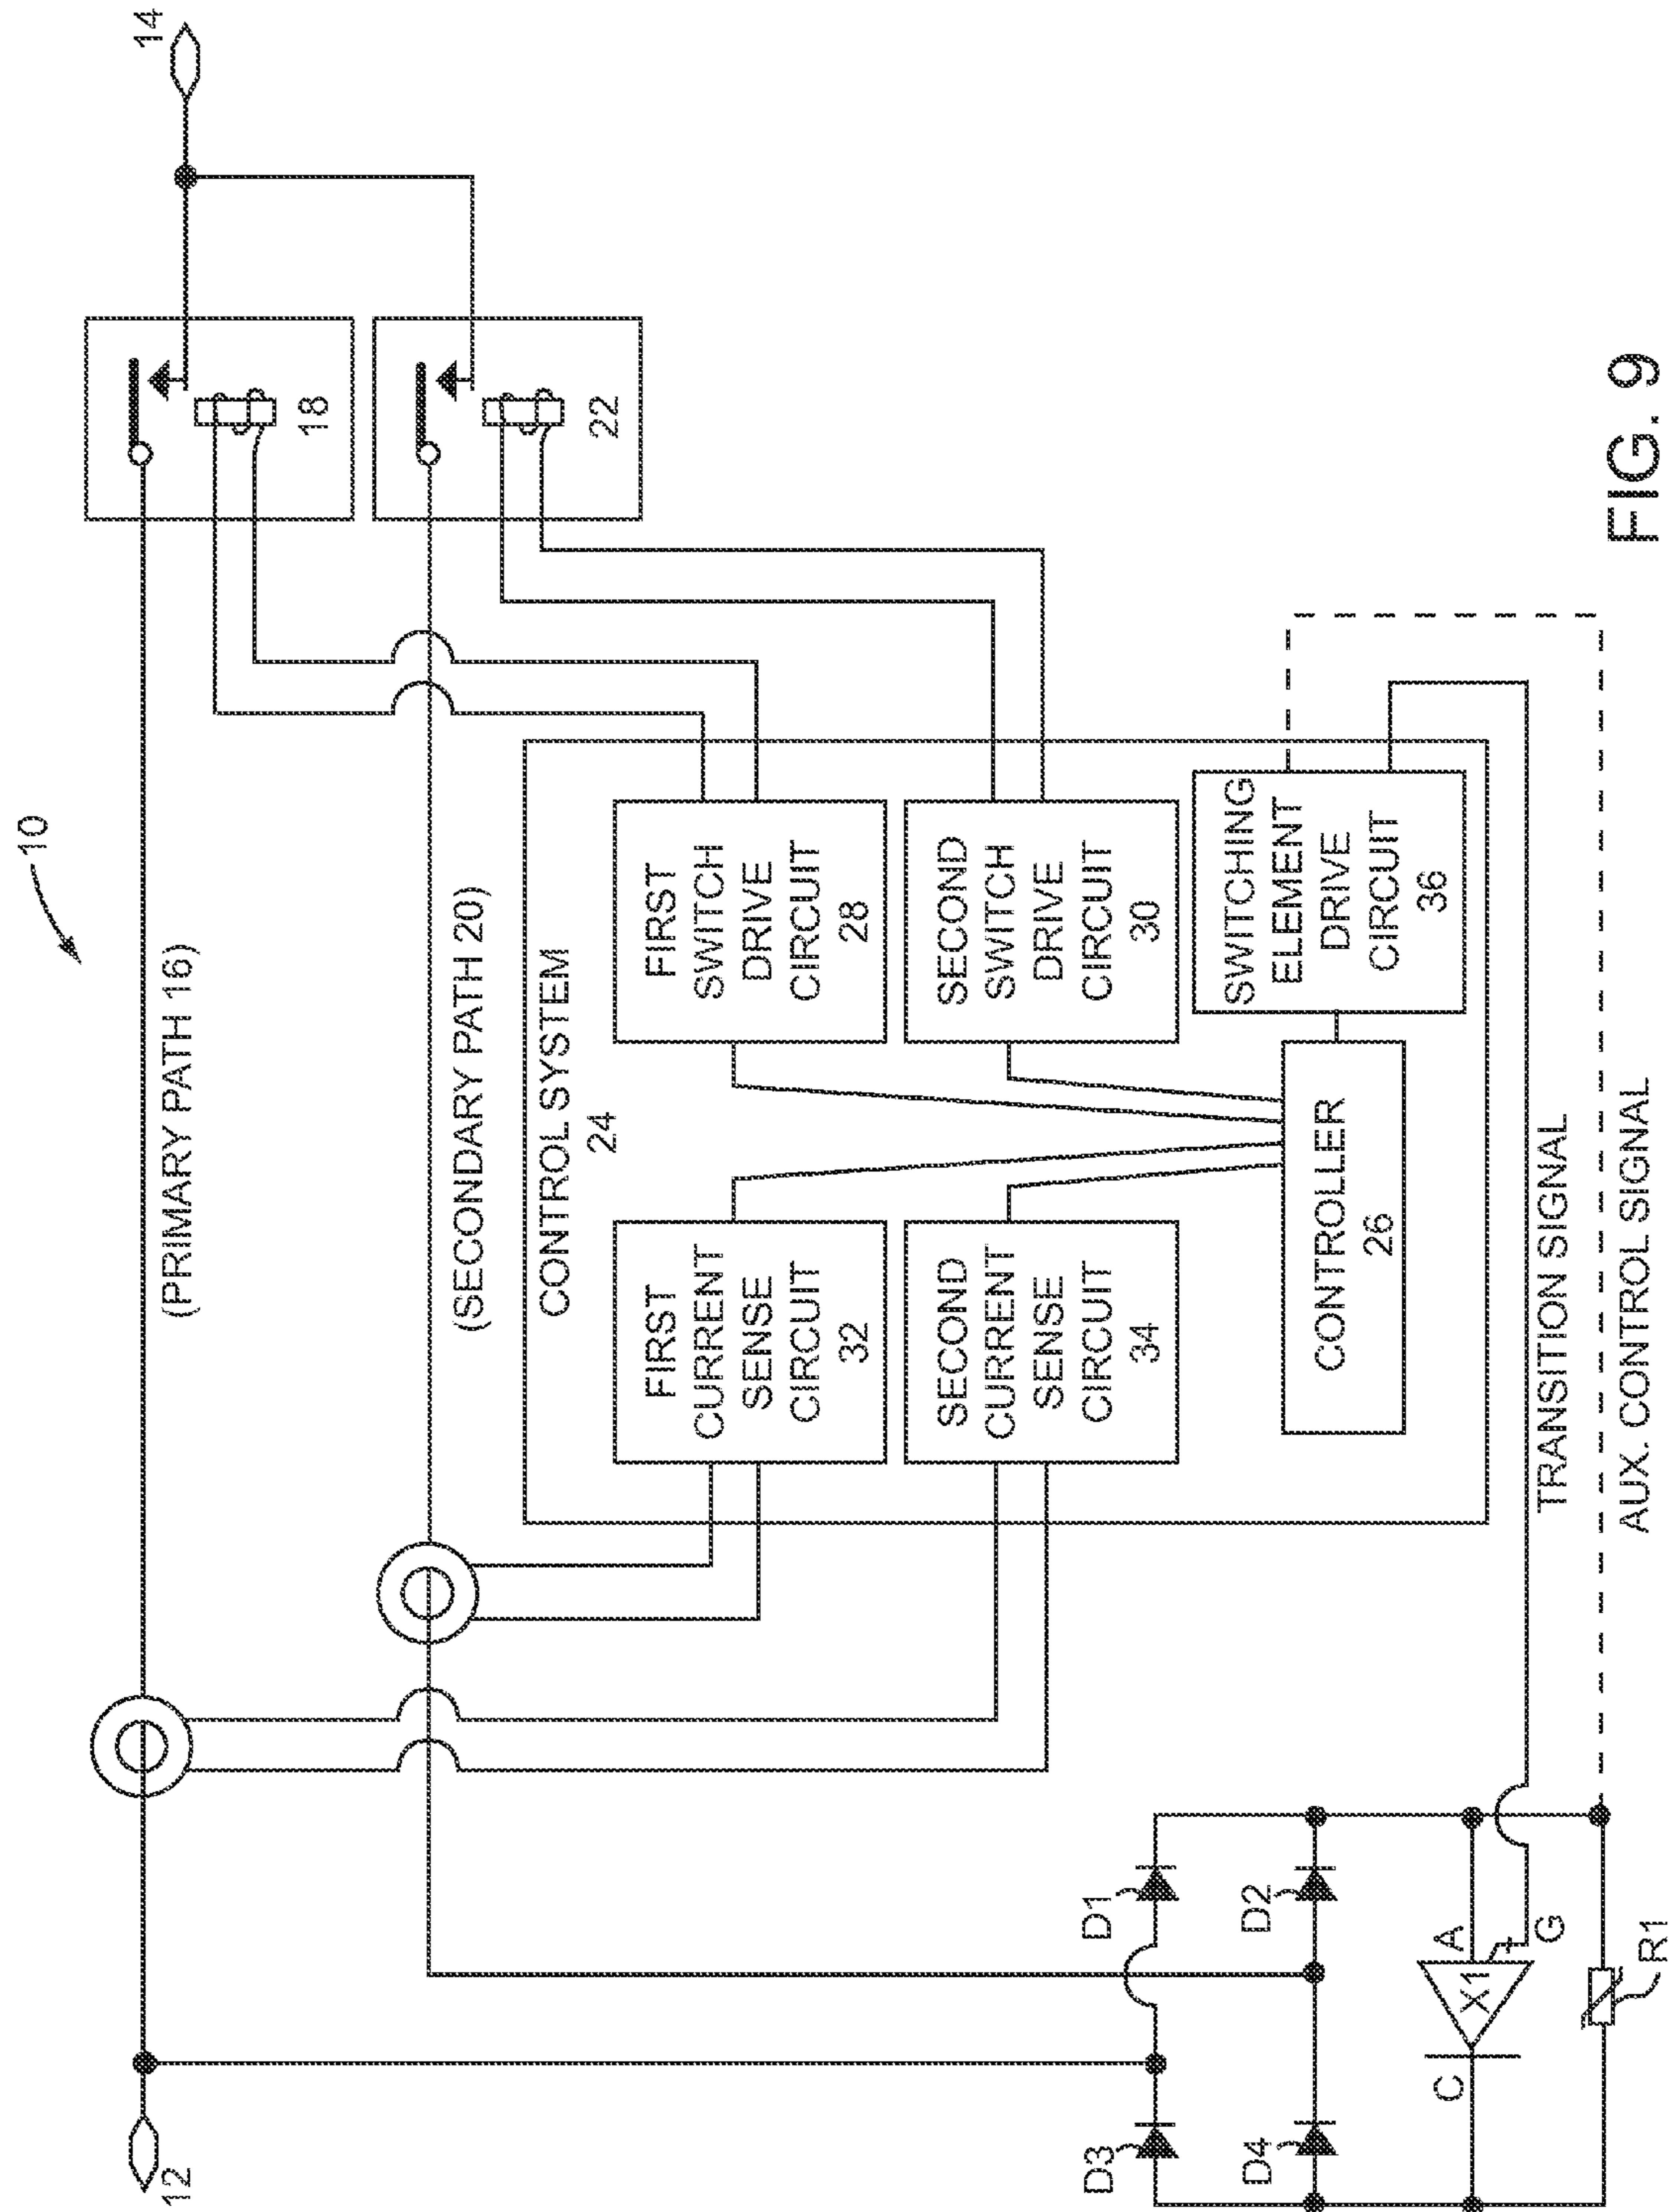 10
14
12
(PRIMARY PATH 16)
18
(SECONDARY PATH 20)
22
CONTROL SYSTEM
24
FIRST
CURRENT
SENSE
CIRCUIT
32
FIRST
SWITCH
DRIVE
CIRCUIT
28
SECOND
CURRENT
SENSE
CIRCUIT
34
SECOND
SWITCH
DRIVE
CIRCUIT
30
CONTROLLER
26
SWITCHING
ELEMENT
DRIVE
CIRCUIT
36
D3
D1
D4
D2
C
X1
A
G
R1
TRANSITION SIGNAL
AUX. CONTROL SIGNAL
FIG. 9